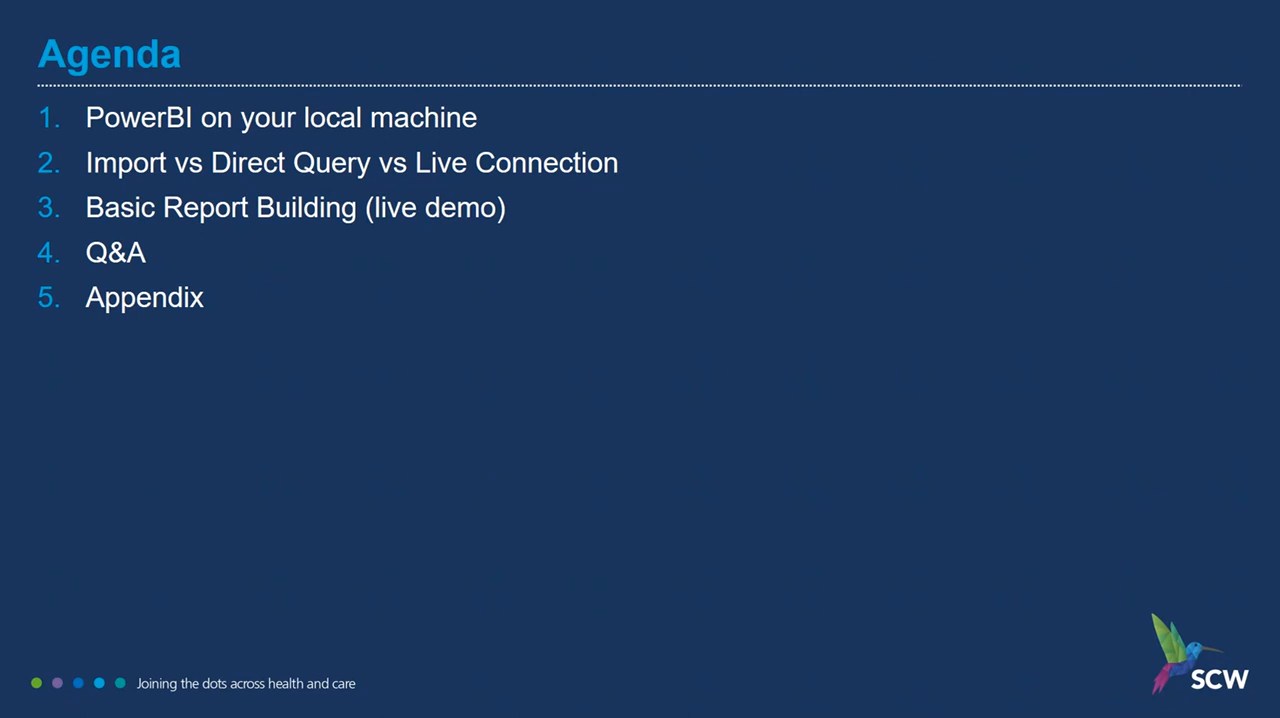 Agenda
1. PowerBI on your local machine
2. Import vs Direct Query vs Live Connection
3. Basic Report Building (live demo)
4. Q&A
5. Appendix
Joining the dots across health and care
SCW